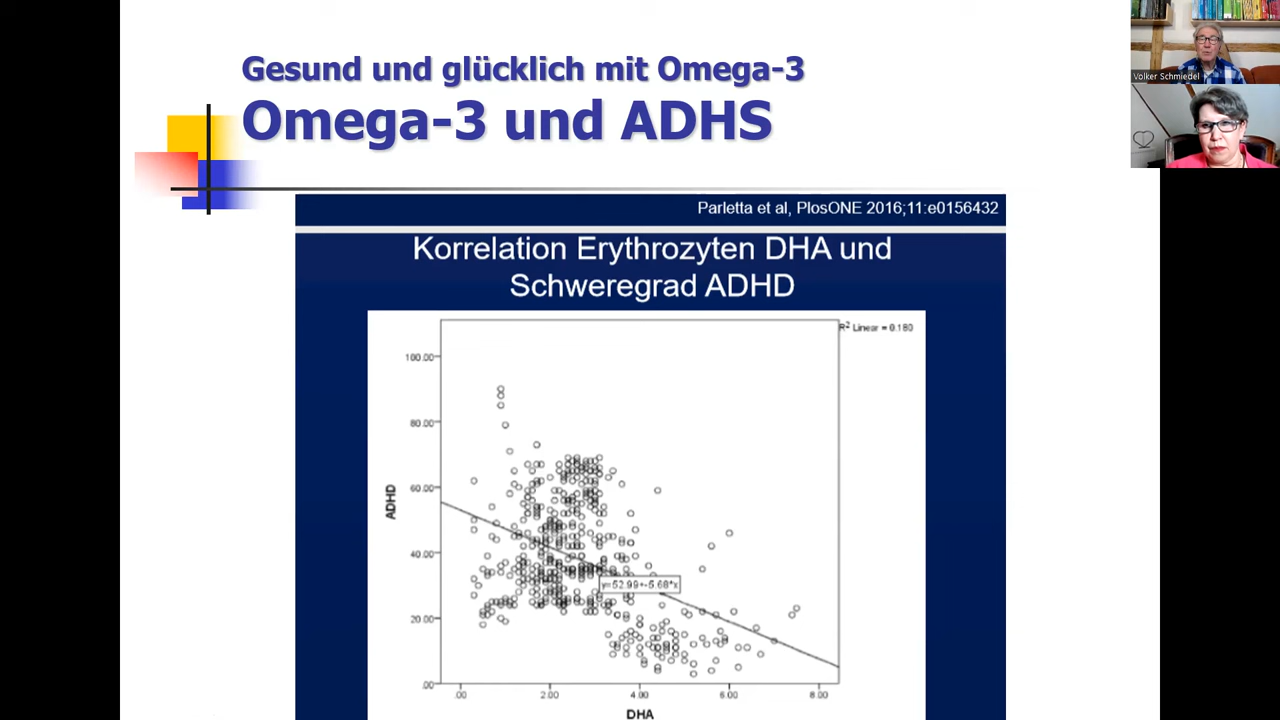 Gesund und glücklich mit Omega-3
Omega-3 und ADHS
Volker Schmiedel
Parletta et al, PlosONE 2016;11:e0156432
Korrelation Erythrozyten DHA und
Schweregrad ADHD
R² Linear = 0.180
100.00
80.00
60.00
40.00
20.00
.00
ADHD
y=52.99+-5.68*x
.00 2.00 4.00 6.00 8.00
DHA